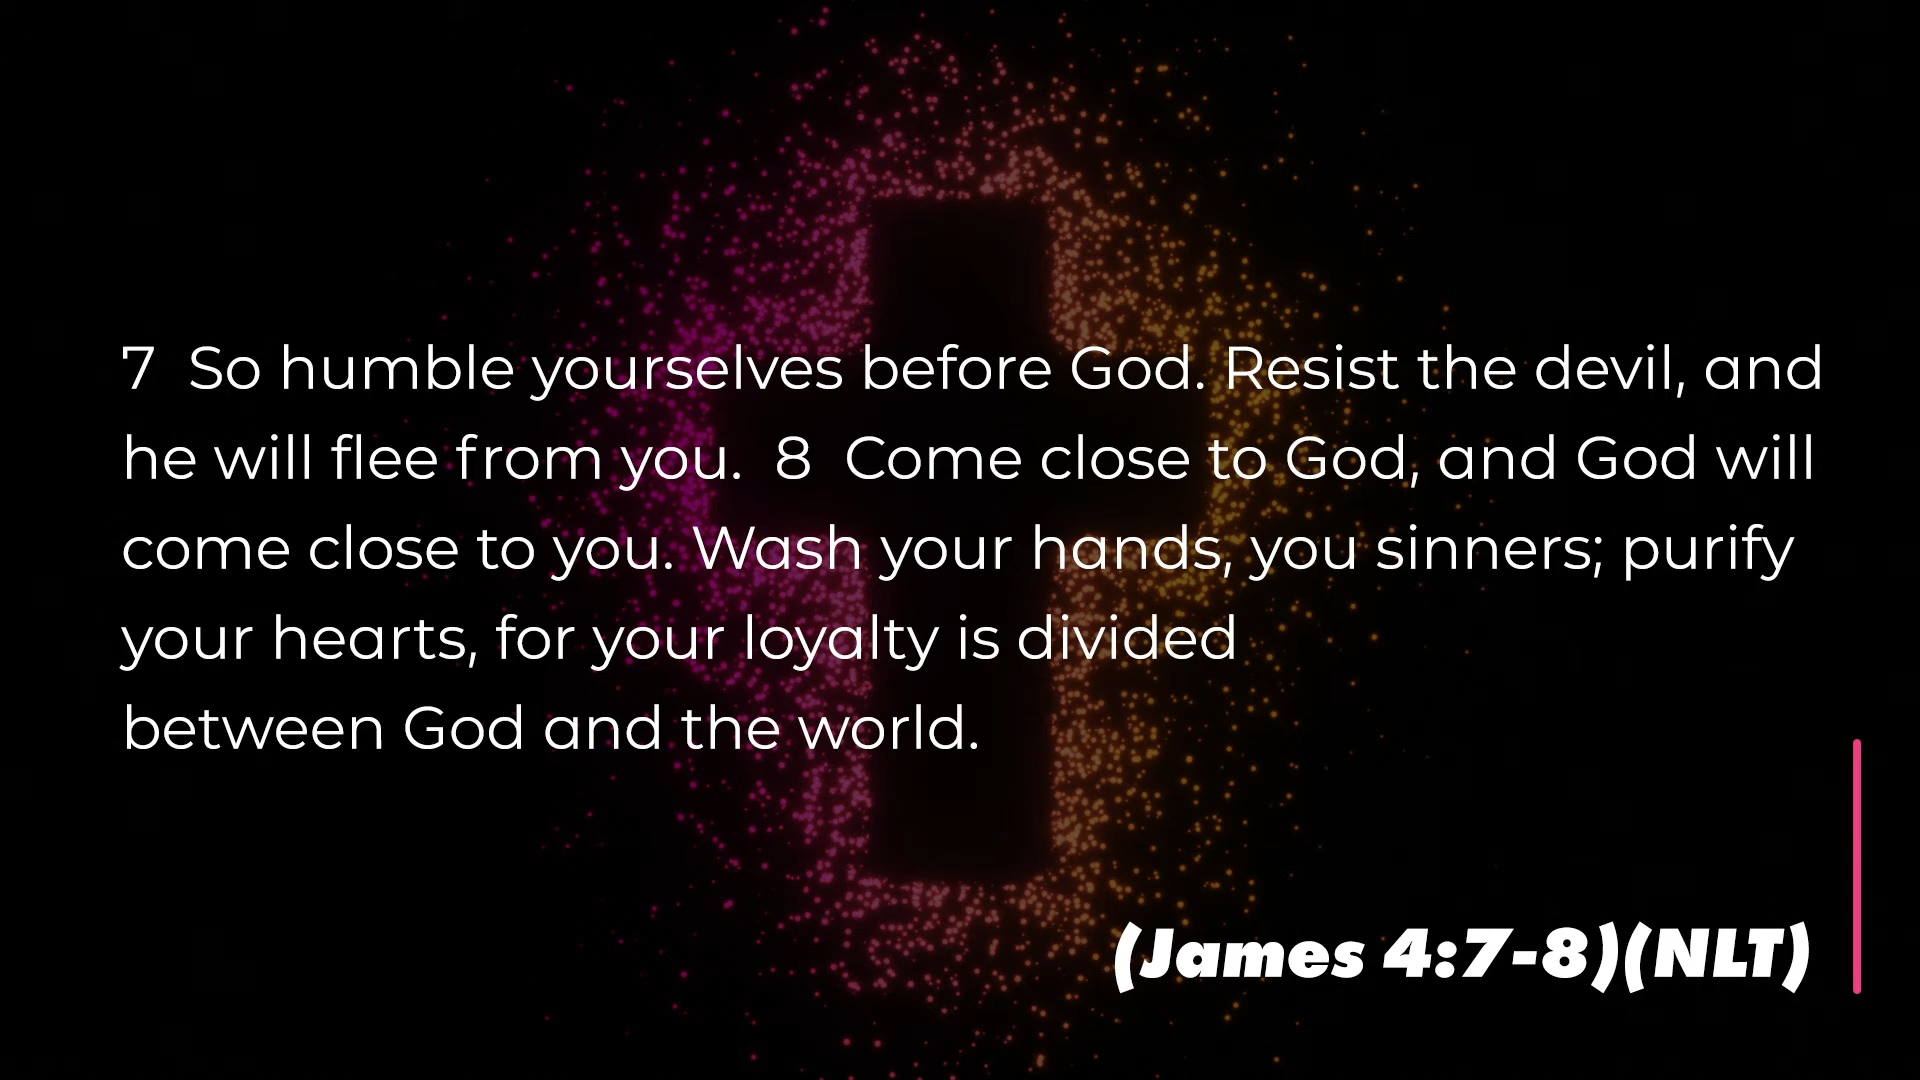 7  So humble yourselves before God. Resist the devil, and
he will flee from you.  8  Come close to God, and God will
come close to you. Wash your hands, you sinners; purify
your hearts, for your loyalty is divided
between God and the world.
(James 4:7-8)(NLT)